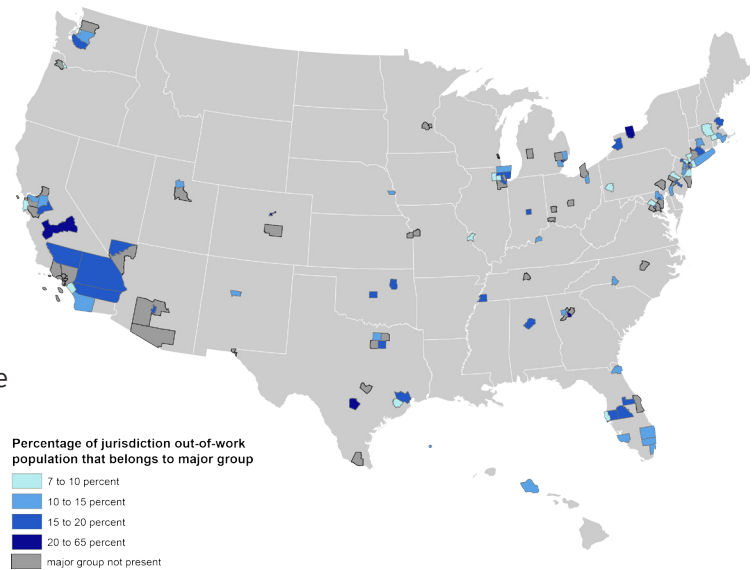 e
Percentage of jurisdiction out-of-work
population that belongs to major group
7 to 10 percent
10 to 15 percent
15 to 20 percent
20 to 65 percent
major group not present